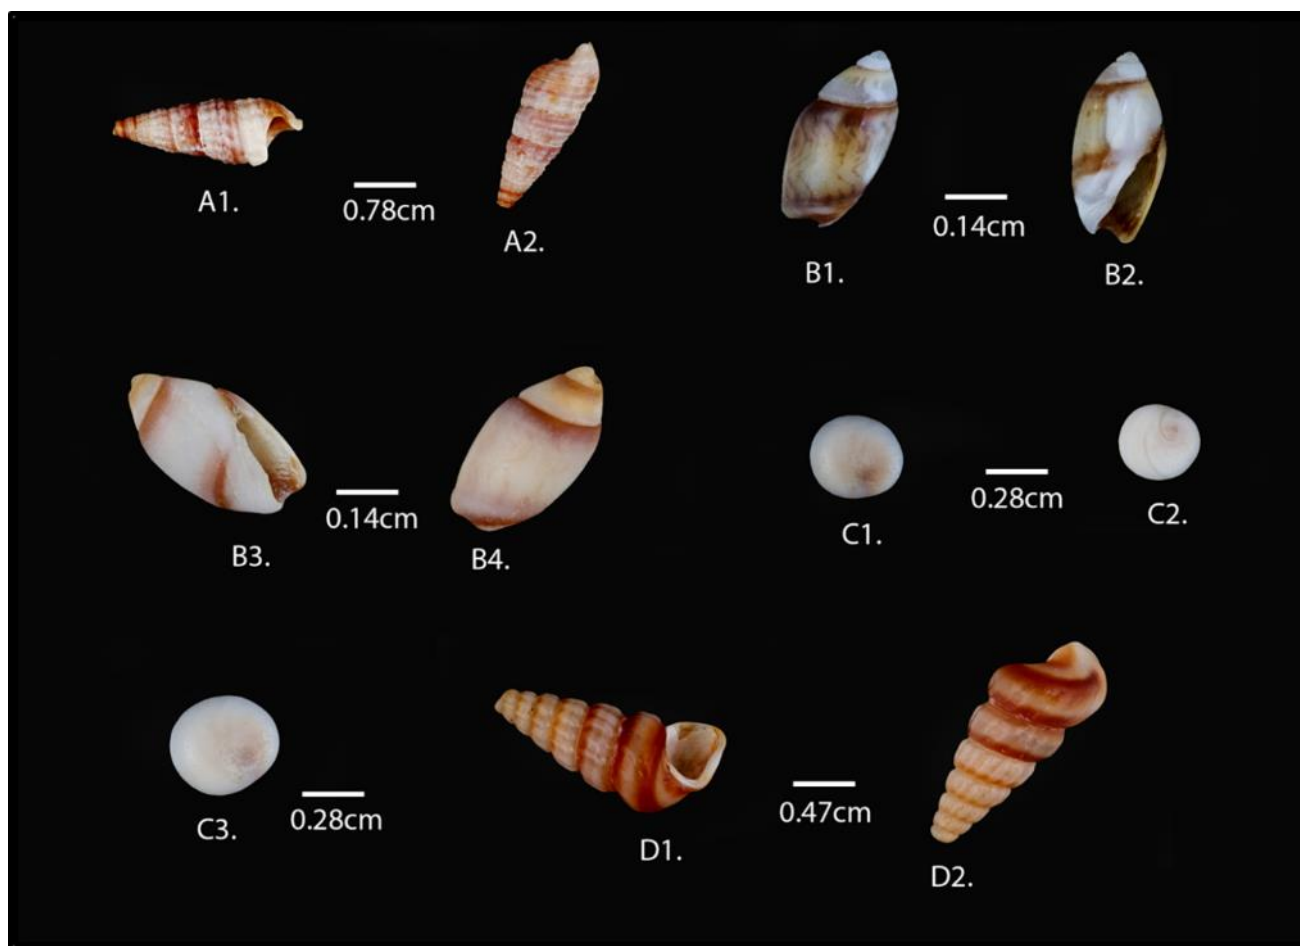 A1.
0.78cm
A2.
B1.
0.14cm
B2.
B3.
0.14cm
B4.
C1.
0.28cm
C2.
C3.
0.28cm
D1.
0.47cm
D2.